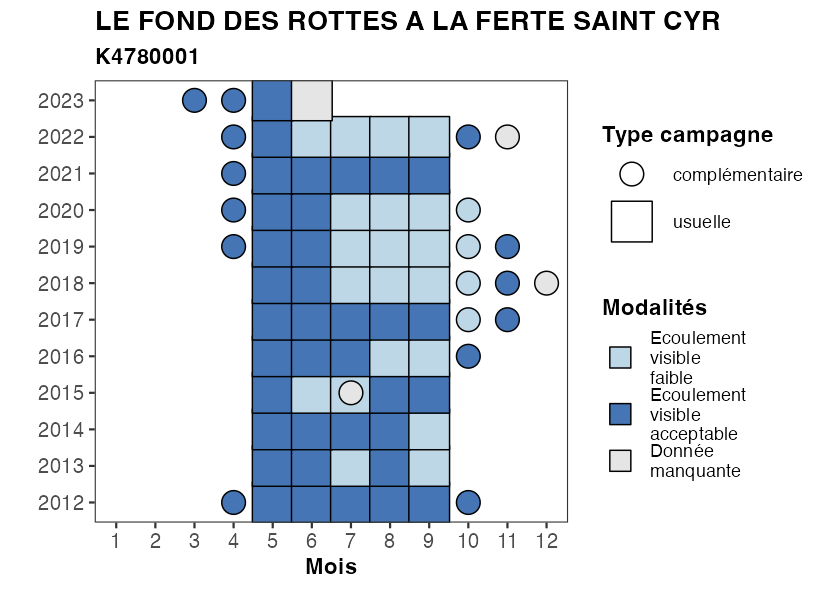 LE FOND DES ROTTES A LA FERTE SAINT CYR
K4780001
2023
2022
2021
2020
2019
2018
2017
2016
2015
2014
2013
2012
1 2 3 4 5 6 7 8 9 10 11 12
Mois
Type campagne
complémentaire
usuelle
Modalités
Ecoulement
visible
faible
Ecoulement
visible
acceptable
Donnée
manquante